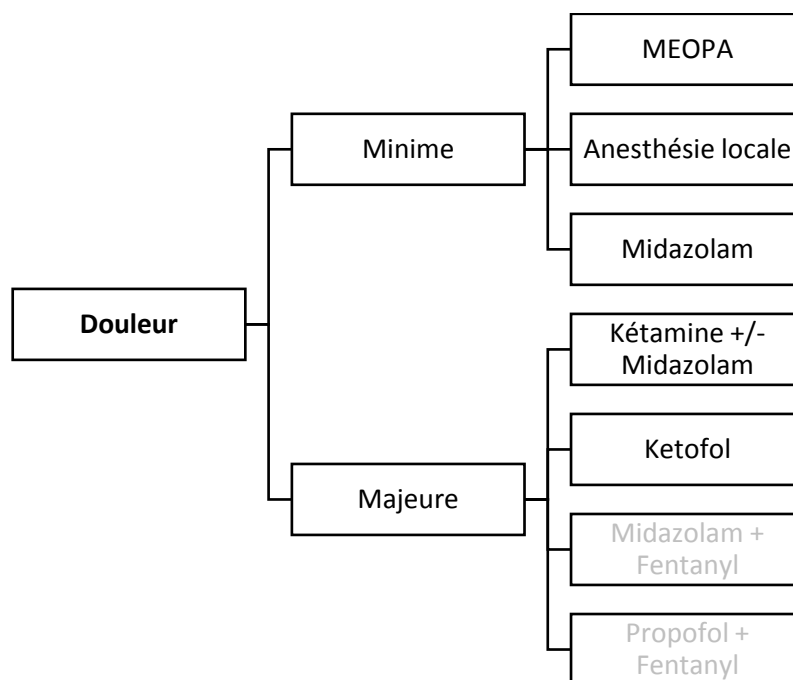 Douleur
Minime
MEOPA
Anesthésie locale
Midazolam
Majeure
Kétamine +/-
Midazolam
Ketofol
Midazolam +
Fentanyl
Propofol +
Fentanyl